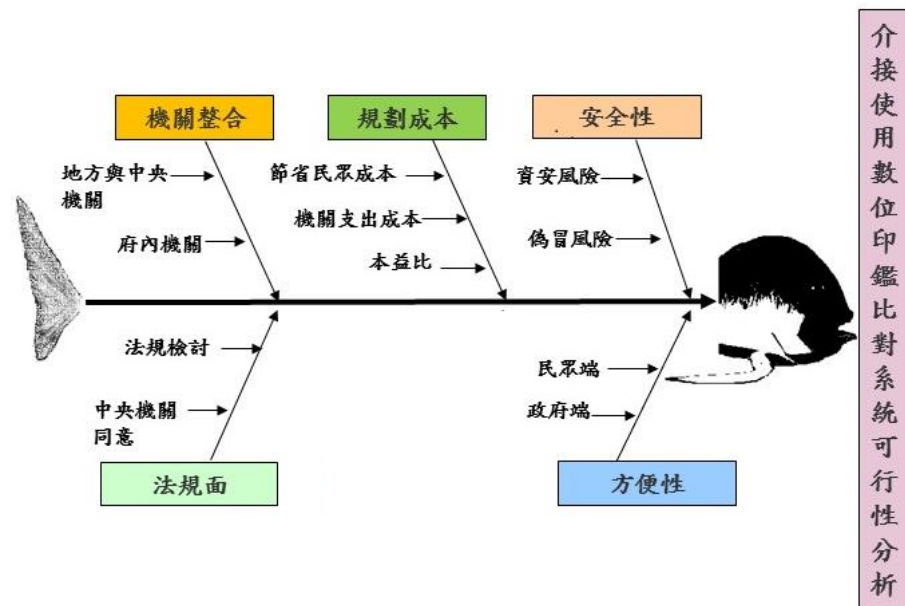 機關整合
規劃成本
安全性
地方與中央
機關
府內機關
節省民眾成本
機關支出成本
本益比
資安風險
偽冒風險
法規檢討
中央機關
同意
民眾端
政府端
法規面
方便性
介接使用數位印鑑比對系統可行性分析